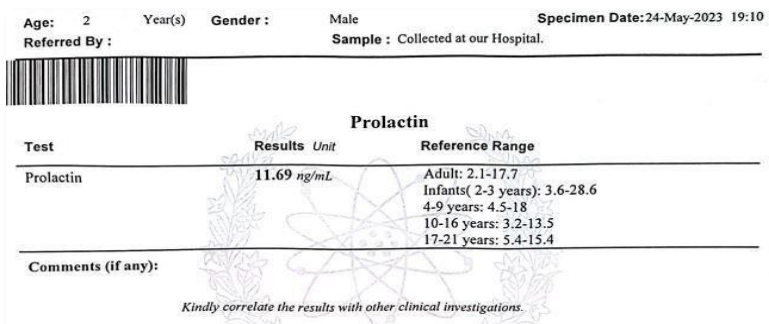 Age: 2 Year(s) Gender : Male Specimen Date:24-May-2023 19:10
Referred By : Sample : Collected at our Hospital.
Prolactin
Test Results Unit Reference Range
Prolactin 11.69 ng/mL Adult: 2.1-17.7
Infants( 2-3 years): 3.6-28.6
4-9 years: 4.5-18
10-16 years: 3.2-13.5
17-21 years: 5.4-15.4
Comments (if any):
Kindly correlate the results with other clinical investigations.